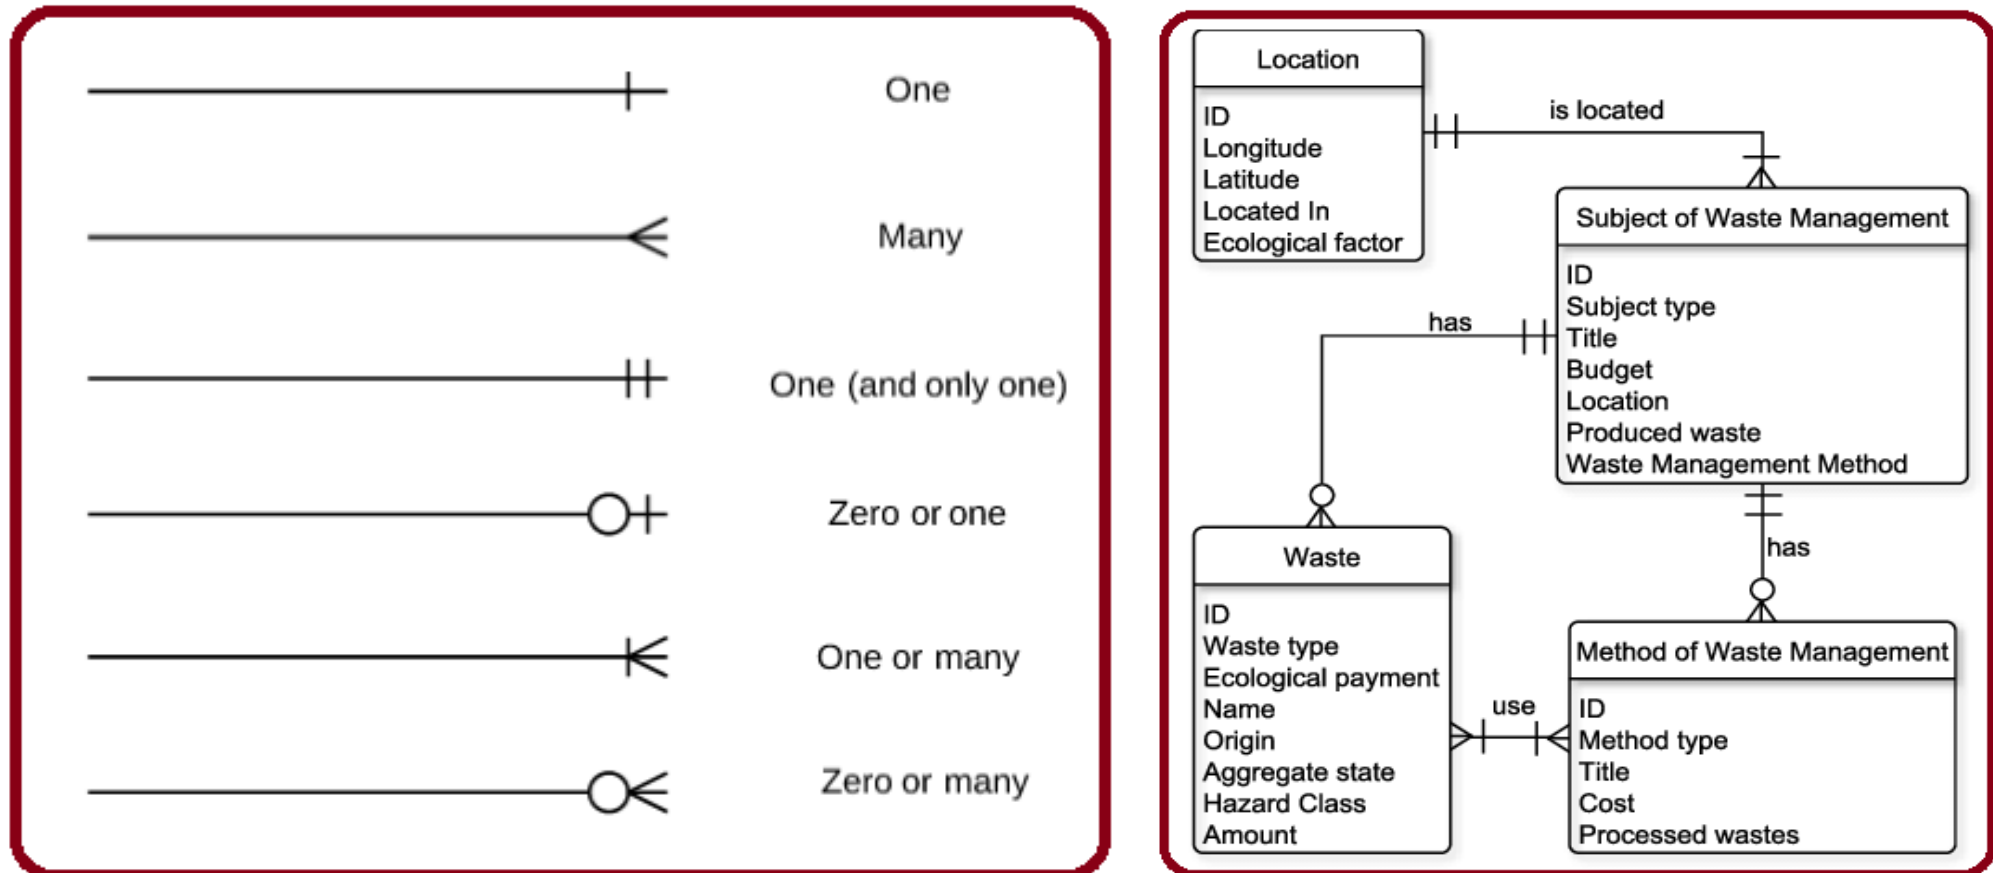 One
Many
One (and only one)
Zero or one
One or many
Zero or many
Location
ID
Longitude
Latitude
Located In
Ecological factor
is located
Subject of Waste Management
ID
Subject type
Title
Budget
Location
Produced waste
Waste Management Method
has
has
Waste
ID
Waste type
Ecological payment
Name
Origin
Aggregate state
Hazard Class
Amount
use
Method of Waste Management
ID
Method type
Title
Cost
Processed wastes